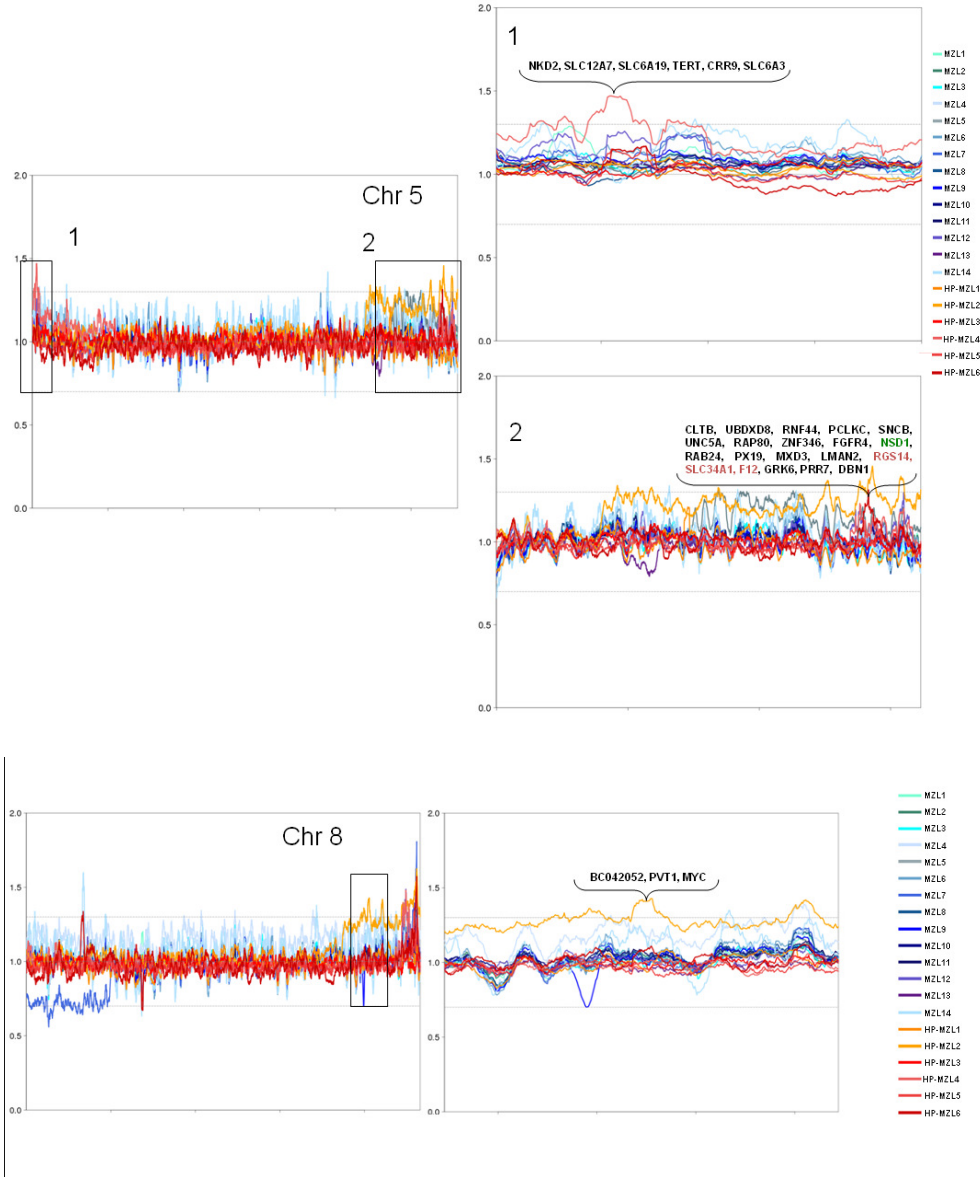 2.0
1
NKD2, SLC12A7, SLC6A19, TERT, CRR9, SLC6A3
1.5
1.0
0.5
0.0
MZL1
MZL2
MZL3
MZL4
MZL5
MZL6
MZL7
MZL8
MZL9
MZL10
MZL11
MZL12
MZL13
MZL14
HP-MZL1
HP-MZL2
HP-MZL3
HP-MZL4
HP-MZL5
HP-MZL6
2.0
Chr 5
1
2
1.5
1.0
0.5
0.0
2.0
2
CLTB, UBDXD8, RNF44, PCLKC, SNCB,
UNC5A, RAP80, ZNF346, FGFR4, NSD1,
RAB24, PX19, MXD3, LMAN2, RGS14,
SLC34A1, F12, GRK6, PRR7, DBN1
1.5
1.0
0.5
0.0
2.0
Chr 8
1.5
1.0
0.5
0.0
2.0
BC042052, PVT1, MYC
1.5
1.0
0.5
0.0
MZL1
MZL2
MZL3
MZL4
MZL5
MZL6
MZL7
MZL8
MZL9
MZL10
MZL11
MZL12
MZL13
MZL14
HP-MZL1
HP-MZL2
HP-MZL3
HP-MZL4
HP-MZL5
HP-MZL6